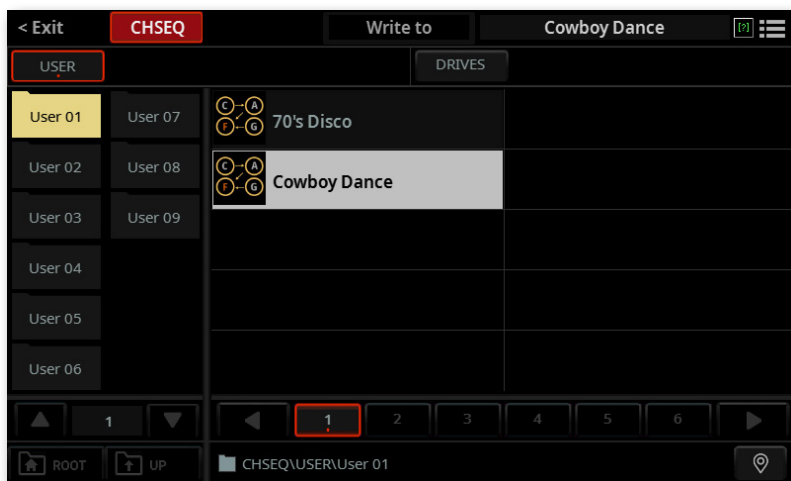 < Exit CHSEQ Write to Cowboy Dance [?]
USER DRIVES
User 01 User 07 C A F G 70's Disco
User 02 User 08 C A F G Cowboy Dance
User 03 User 09
User 04
User 05
User 06
1 1 2 3 4 5 6
ROOT UP CHSEQ\USER\User 01